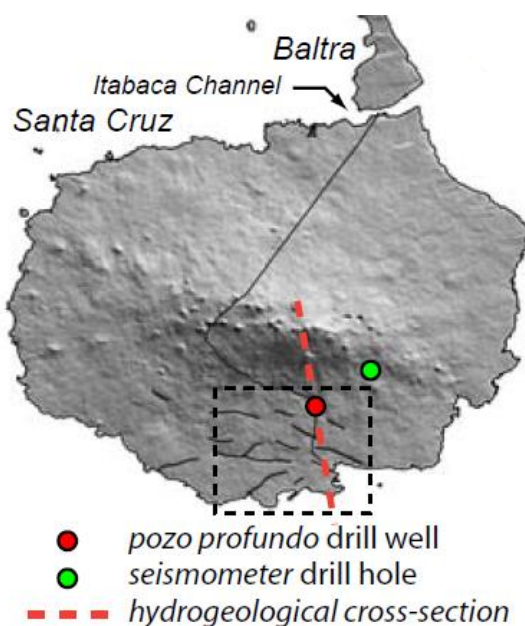 Baltra
Itabaca Channel
Santa Cruz
pozo profundo drill well
seismometer drill hole
hydrogeological cross-section